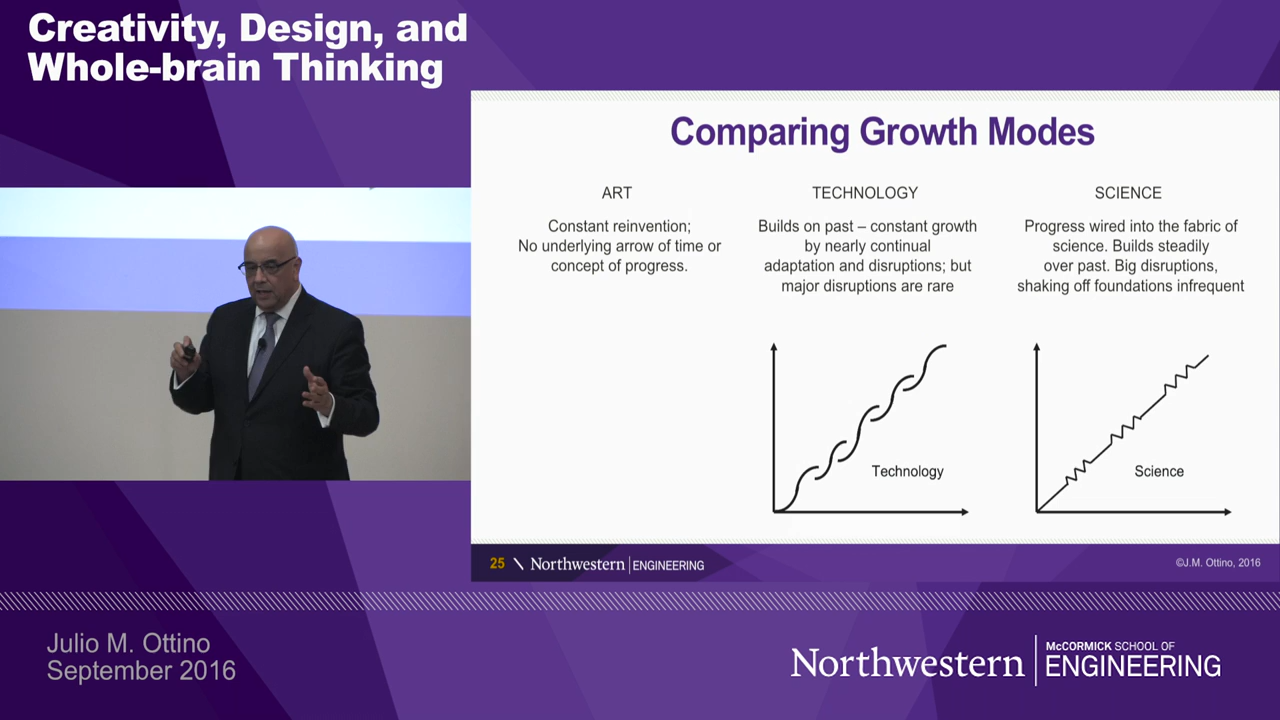 Creativity, Design, and
Whole-brain Thinking
Comparing Growth Modes
ART
Constant reinvention;
No underlying arrow of time or
concept of progress.
TECHNOLOGY
Builds on past – constant growth
by nearly continual
adaptation and disruptions; but
major disruptions are rare
SCIENCE
Progress wired into the fabric of
science. Builds steadily
over past. Big disruptions,
shaking off foundations infrequent
Technology
Science
25 \ Northwestern | ENGINEERING
©J.M. Ottino, 2016
Julio M. Ottino
September 2016
Northwestern
McCORMICK SCHOOL OF
ENGINEERING